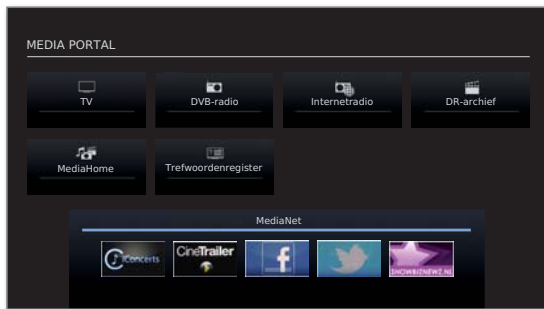 MEDIA PORTAL
TV
DVB-radio
Internetradio
DR-archief
MediaHome
Trefwoordenregister
MediaNet
iConcerts
CineTrailer
f
SHOWBIZNEWZ.NL